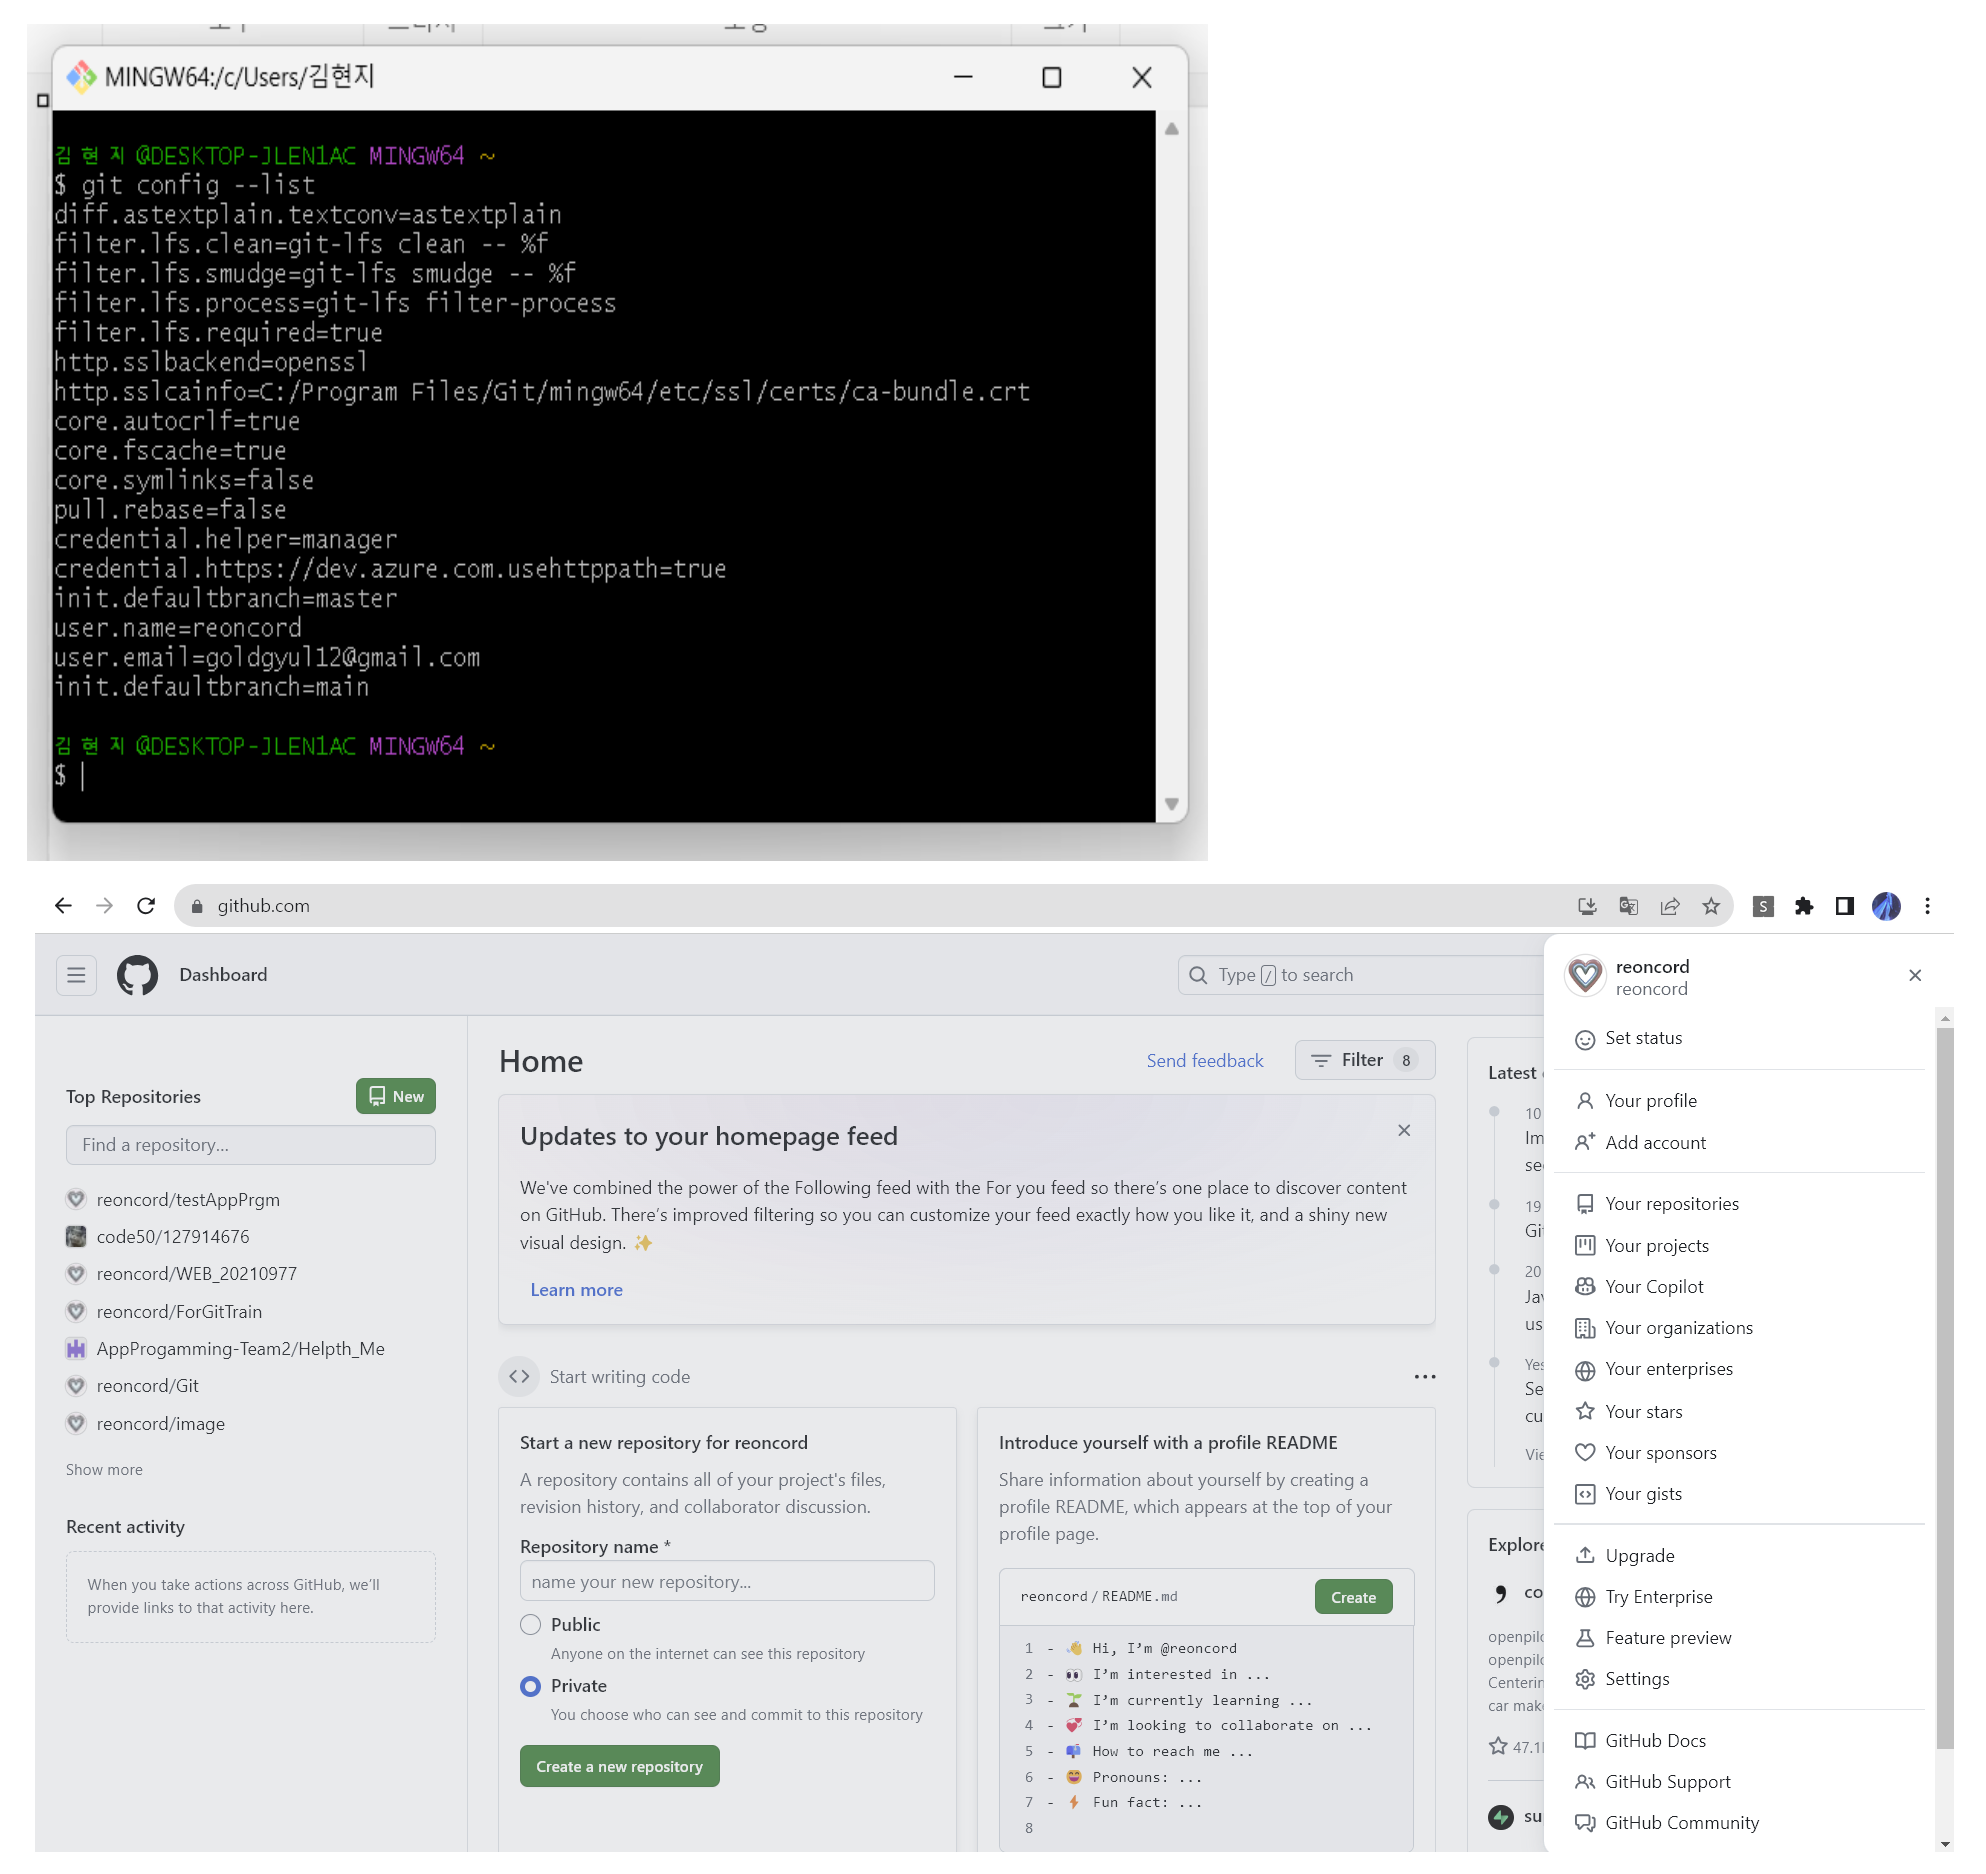 MINGW64:/c/Users/김현지
김현지@DESKTOP-JLEN1AC MINGW64 ~
$ git config --list
diff.astextplain.textconv=astextplain
filter.lfs.clean=git-lfs clean -- %f
filter.lfs.smudge=git-lfs smudge -- %f
filter.lfs.process=git-lfs filter-process
filter.lfs.required=true
http.sslbackend=openssl
http.sslcainfo=C:/Program Files/Git/mingw64/etc/ssl/certs/ca-bundle.crt
core.autocrlf=true
core.fscache=true
core.symlinks=false
pull.rebase=false
credential.helper=manager
credential.https://dev.azure.com.usehttppath=true
init.defaultbranch=master
user.name=reoncord
user.email=goldgyul12@gmail.com
init.defaultbranch=main
김현지@DESKTOP-JLEN1AC MINGW64 ~
$
github.com
S
Dashboard
Type / to search
Top Repositories
New
Find a repository...
reoncord/testAppPrgm
code50/127914676
reoncord/WEB_20210977
reoncord/ForGitTrain
AppProgamming-Team2/Helpth_Me
reoncord/Git
reoncord/image
Show more
Recent activity
When you take actions across GitHub, we'll
provide links to that activity here.
Home
Send feedback
Filter 8
Updates to your homepage feed
We've combined the power of the Following feed with the For you feed so there's one place to discover content
on GitHub. There's improved filtering so you can customize your feed exactly how you like it, and a shiny new
visual design. ✨
Learn more
Start writing code
Start a new repository for reoncord
A repository contains all of your project's files,
revision history, and collaborator discussion.
Repository name *
name your new repository...
Public
Anyone on the internet can see this repository
Private
You choose who can see and commit to this repository
Create a new repository
Introduce yourself with a profile README
Share information about yourself by creating a
profile README, which appears at the top of your
profile page.
reoncord / README.md
Create
1 - 👋 Hi, I'm @reoncord
2 - 👀 I'm interested in ...
3 - 🌱 I'm currently learning ...
4 - 💞️ I'm looking to collaborate on ...
5 - 📫 How to reach me ...
6 - 😄 Pronouns: ...
7 - ⚡ Fun fact: ...
8
Latest
10
Im
se
19
Gi
20
Ja
us
Yes
Se
cu
Vie
Explore
co
openpilo
openpilo
Centerin
car mak
47.1
su
reoncord
reoncord
Set status
Your profile
Add account
Your repositories
Your projects
Your Copilot
Your organizations
Your enterprises
Your stars
Your sponsors
Your gists
Upgrade
Try Enterprise
Feature preview
Settings
GitHub Docs
GitHub Support
GitHub Community